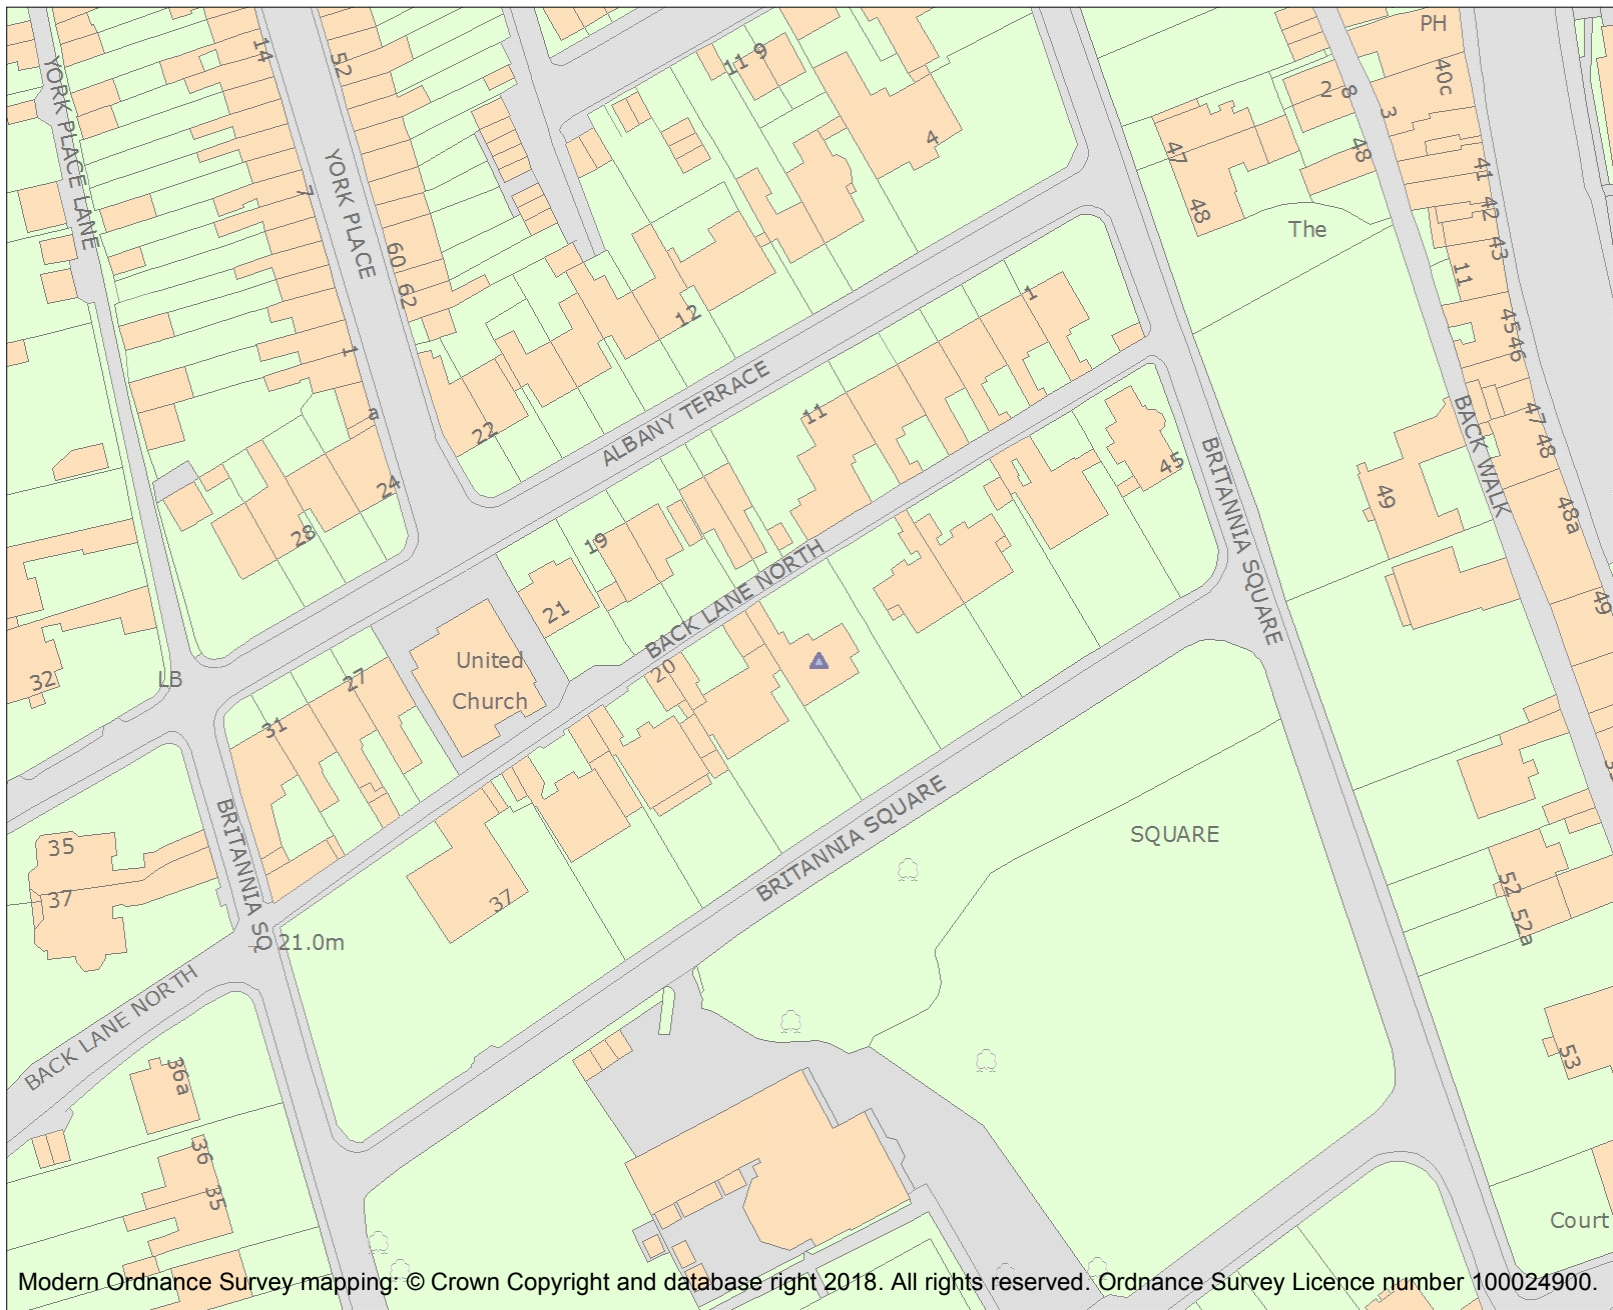 PH
14
52
11 9
40c
2
8
3
YORK PLACE LANE
4
47
48
41
YORK PLACE
7
48
42
The
43
60
11
62
12
1
45
46
1
ALBANY TERRACE
a
11
47
22
BACK WALK
48
45
BRITANNIA SQUARE
24
49
48a
28
19
BACK LANE NORTH
21
49
United
Church
20
32
LB
27
31
BRITANNIA SQUARE
SQUARE
BRITANNIA SQ
35
37
37
52
52a
21.0m
BACK LANE NORTH
36a
53
36
35
Court
Modern Ordnance Survey mapping: © Crown Copyright and database right 2018. All rights reserved. Ordnance Survey Licence number 100024900.